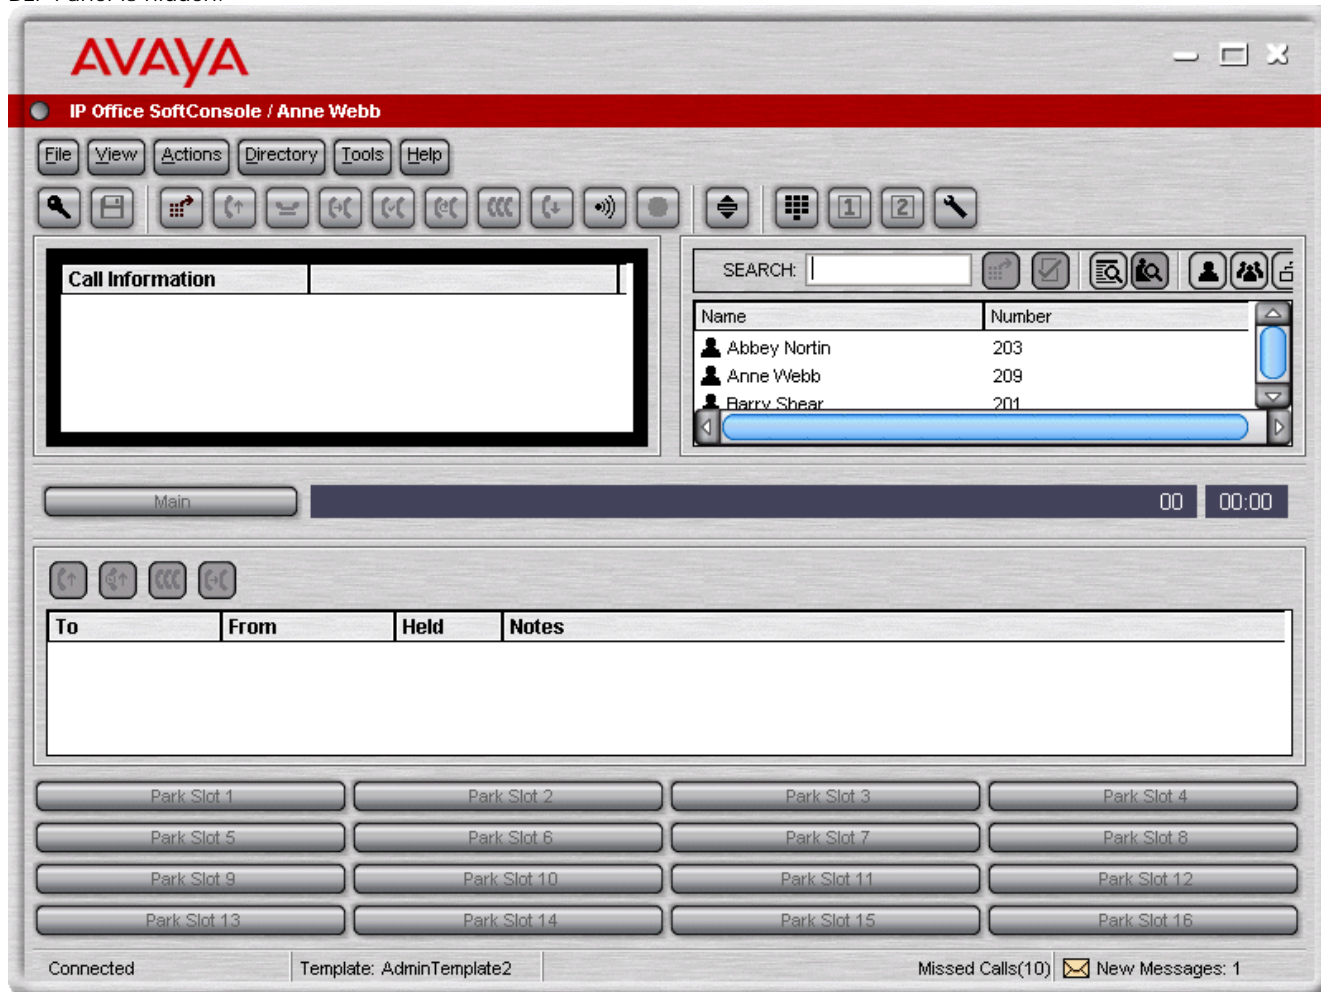 AVAYA
IP Office SoftConsole / Anne Webb
File View Actions Directory Tools Help
1 2
Call Information
SEARCH:
Name Number
Abbey Nortin 203
Anne Webb 209
Barry Shear 201
Main 00 00:00
To From Held Notes
Park Slot 1 Park Slot 2 Park Slot 3 Park Slot 4
Park Slot 5 Park Slot 6 Park Slot 7 Park Slot 8
Park Slot 9 Park Slot 10 Park Slot 11 Park Slot 12
Park Slot 13 Park Slot 14 Park Slot 15 Park Slot 16
Connected Template: AdminTemplate2 Missed Calls(10) New Messages: 1